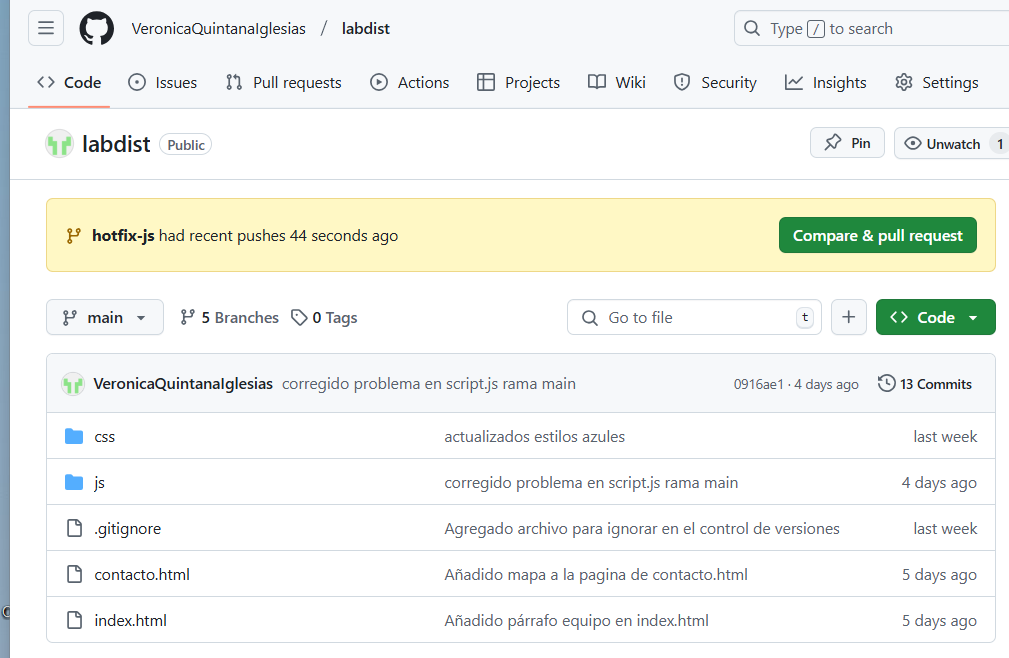 VeronicaQuintanaIglesias / labdist
Type / to search
Code Issues Pull requests Actions Projects Wiki Security Insights Settings
labdist Public
Pin Unwatch 1
hotfix-js had recent pushes 44 seconds ago
Compare & pull request
main 5 Branches 0 Tags
Go to file t
Code
VeronicaQuintanaIglesias corregido problema en script.js rama main 0916ae1 · 4 days ago 13 Commits
css actualizados estilos azules last week
js corregido problema en script.js rama main 4 days ago
.gitignore Agregado archivo para ignorar en el control de versiones last week
contacto.html Añadido mapa a la pagina de contacto.html 5 days ago
index.html Añadido párrafo equipo en index.html 5 days ago